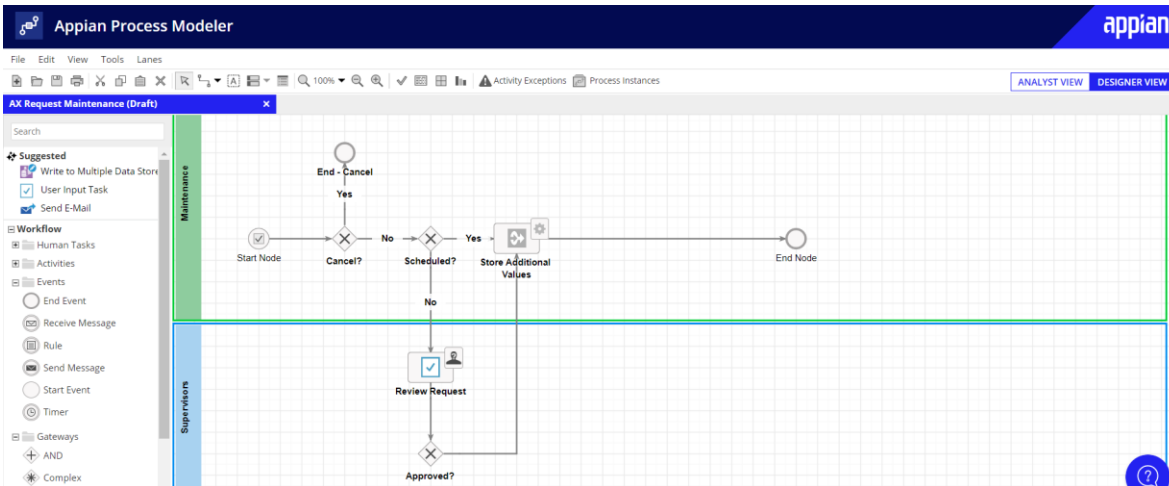 Appian Process Modeler
appian
File Edit View Tools Lanes
100% Activity Exceptions Process Instances
ANALYST VIEW DESIGNER VIEW
AX Request Maintenance (Draft) ×
Search
Suggested
Write to Multiple Data Store
User Input Task
Send E-Mail
Workflow
Human Tasks
Activities
Events
End Event
Receive Message
Rule
Send Message
Start Event
Timer
Gateways
AND
Complex
Maintenance
End - Cancel
Yes
No
Yes
Start Node
Cancel?
Scheduled?
Store Additional
Values
End Node
No
Supervisors
Review Request
Approved?
?